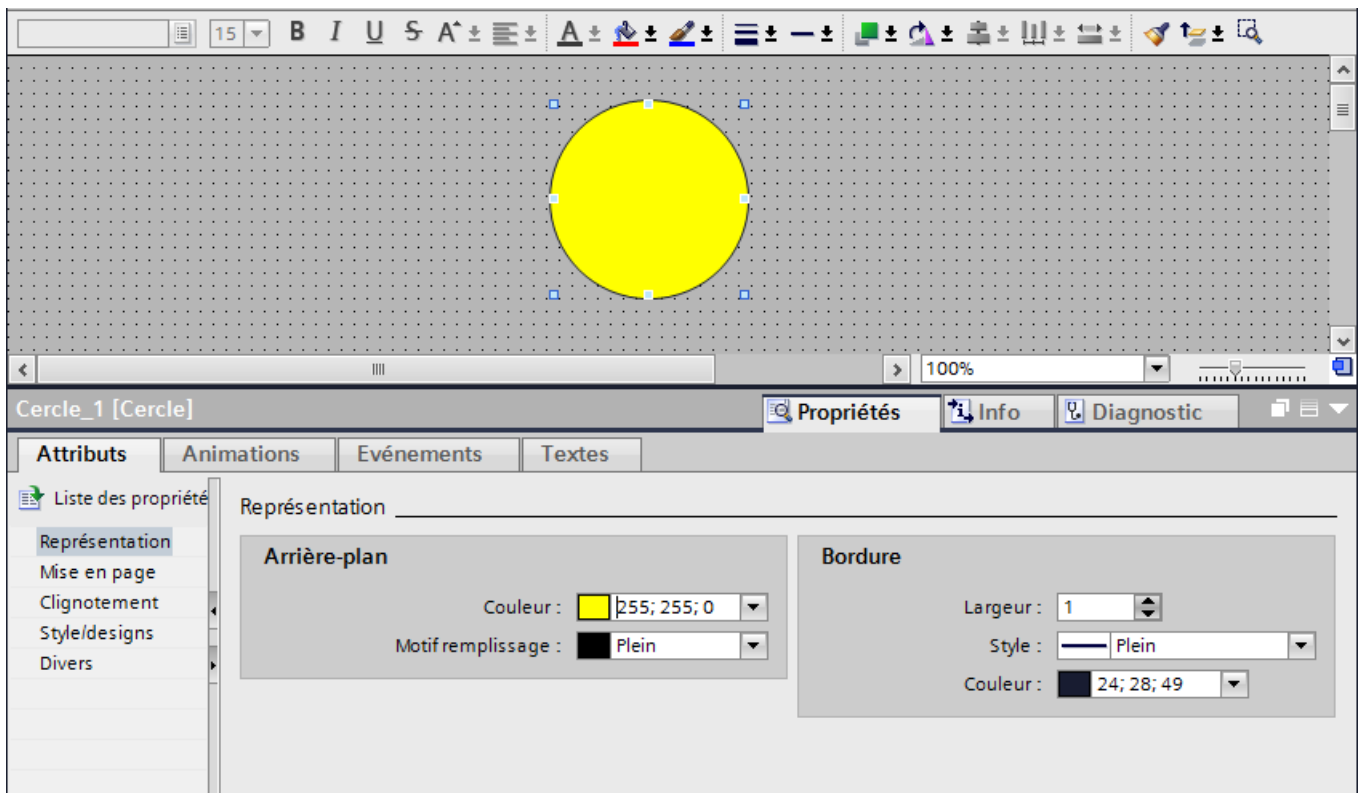 15 B I U S A A
100%
Cercle_1 [Cercle] Propriétés Info Diagnostic
Attributs Animations Evénements Textes
Liste des propriété
Représentation
Mise en page
Clignotement
Style/designs
Divers
Représentation
Arrière-plan
Couleur : 255; 255; 0
Motif remplissage : Plein
Bordure
Largeur : 1
Style : Plein
Couleur : 24; 28; 49